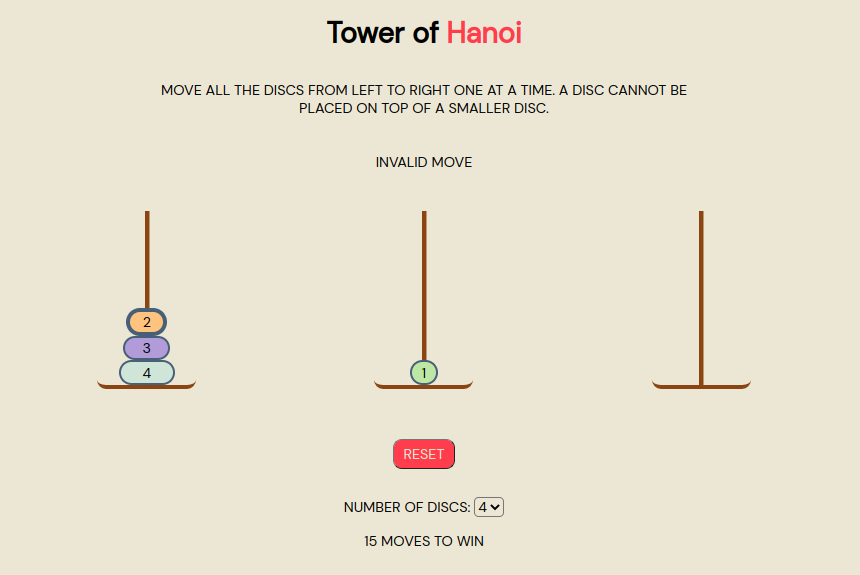 Tower of Hanoi
MOVE ALL THE DISCS FROM LEFT TO RIGHT ONE AT A TIME. A DISC CANNOT BE
PLACED ON TOP OF A SMALLER DISC.
INVALID MOVE
2
3
4
1
RESET
NUMBER OF DISCS: 4
15 MOVES TO WIN